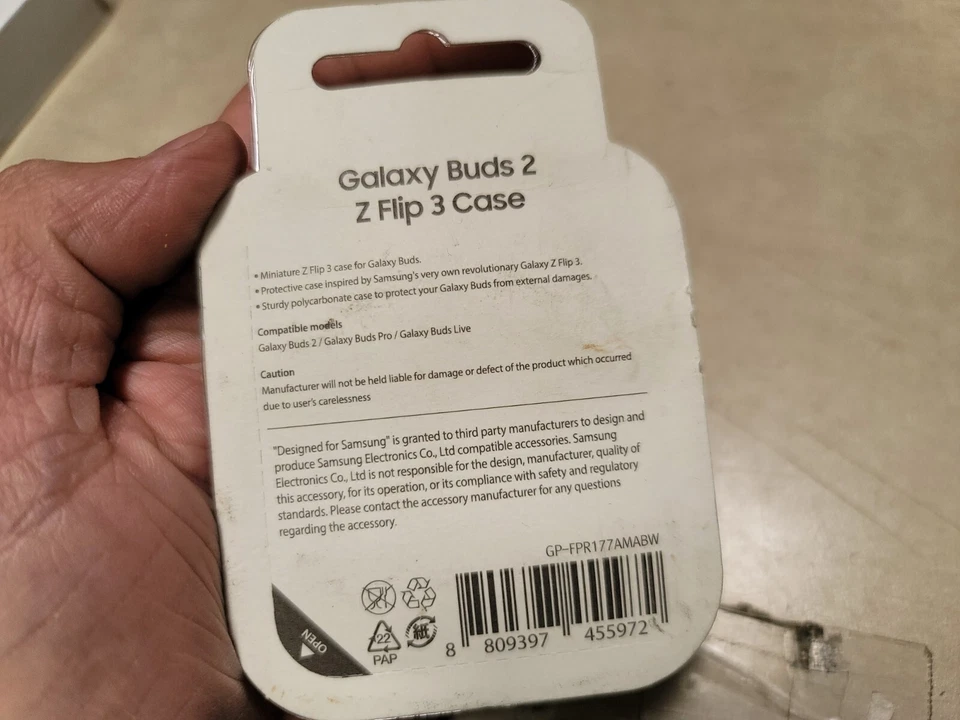 Galaxy Buds 2
Z Flip 3 Case
• Miniature Z Flip 3 case for Galaxy Buds.
• Protective case inspired by Samsung's very own revolutionary Galaxy Z Flip 3.
• Sturdy polycarbonate case to protect your Galaxy Buds from external damages.
Compatible models
Galaxy Buds 2 / Galaxy Buds Pro / Galaxy Buds Live
Caution
Manufacturer will not be held liable for damage or defect of the product which occurred
due to user's carelessness
"Designed for Samsung" is granted to third party manufacturers to design and
produce Samsung Electronics Co., Ltd compatible accessories. Samsung
Electronics Co., Ltd is not responsible for the design, manufacturer, quality of
this accessory, for its operation, or its compliance with safety and regulatory
standards. Please contact the accessory manufacturer for any questions
regarding the accessory.
GP-FPR177AMABW
OPEN
22
PAP
紙
8 809397 455972